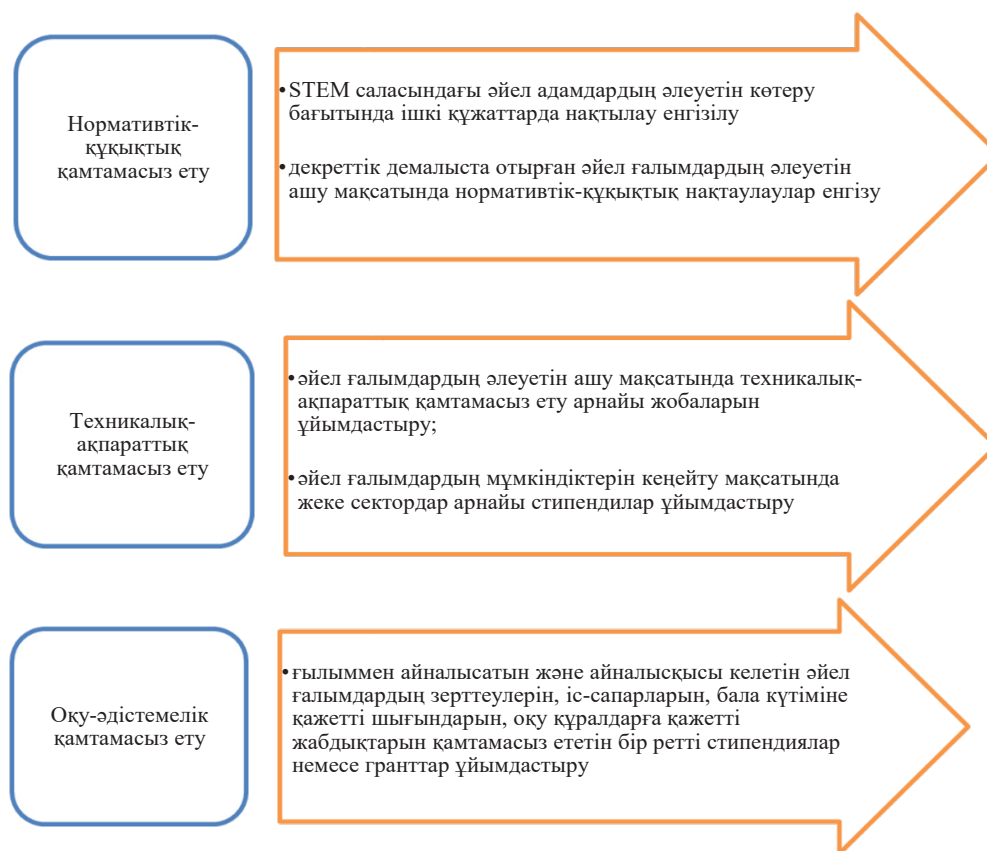 Нормативтік-
құқықтық
қамтамасыз ету
•STEM саласындағы әйел адамдардың әлеуетін көтеру
бағытында ішкі құжаттарда нақтылау енгізілу
•декреттік демалыста отырған әйел ғалымдардың әлеуетін
ашу мақсатында нормативтік-құқықтық нақтаулаулар енгізу
Техникалық-
ақпараттық
қамтамасыз ету
•әйел ғалымдардың әлеуетін ашу мақсатында техникалық-
ақпараттық қамтамасыз ету арнайы жобаларын
ұйымдастыру;
•әйел ғалымдардың мұмкіндіктерін кеңейту мақсатында
жеке сектордар арнайы стипендилар ұйымдастыру
Оқу-әдістемелік
қамтамасыз ету
•ғылыммен айналысатын және айналысқысы келетін әйел
ғалымдардың зерттеулерін, іс-сапарларын, бала күтіміне
қажетті шығындарын, оқу құралдарға қажетті
жабдықтарын қамтамасыз ететін бір ретті стипендиялар
немесе гранттар ұйымдастыру